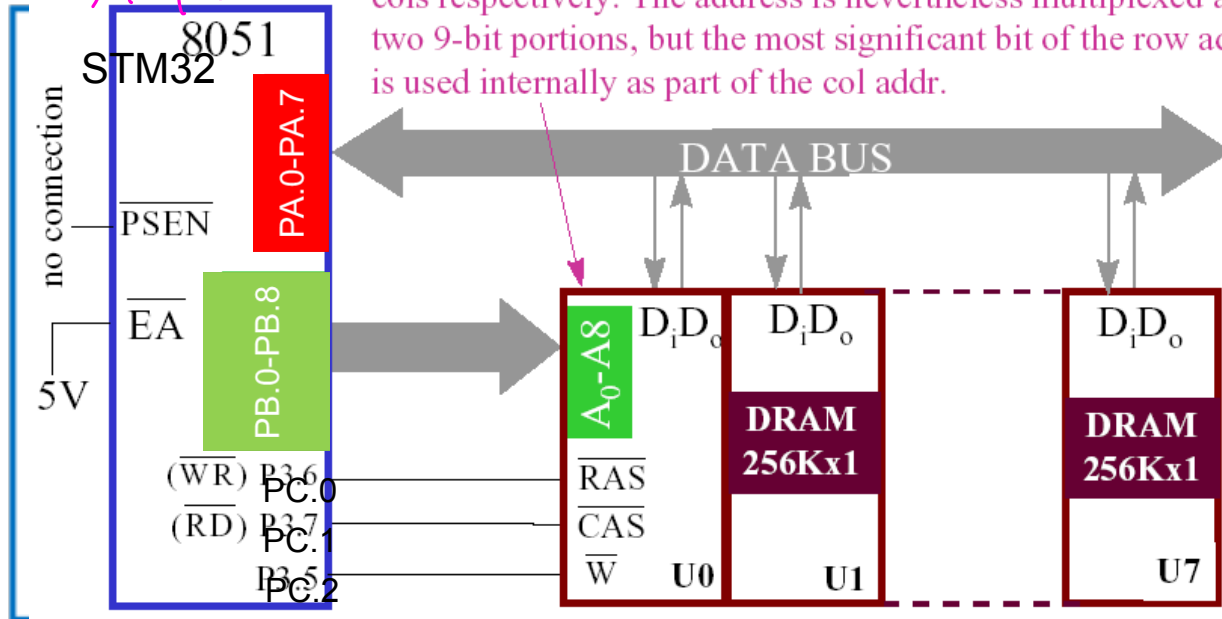 cols respectively. The address is nevertheless multiplexed
two 9-bit portions, but the most significant bit of the row
is used internally as part of the col addr.
8051
STM32
no connection
PA.0-PA.7
DATA BUS
PSEN
EA
5V
PB.0-PB.8
A0-A8
DiDo
DiDo
DiDo
DRAM
256Kx1
DRAM
256Kx1
(WR) P3.6
PC.0
RAS
(RD) P3.7
PC.1
CAS
P3.5
PC.2
W
U0
U1
U7